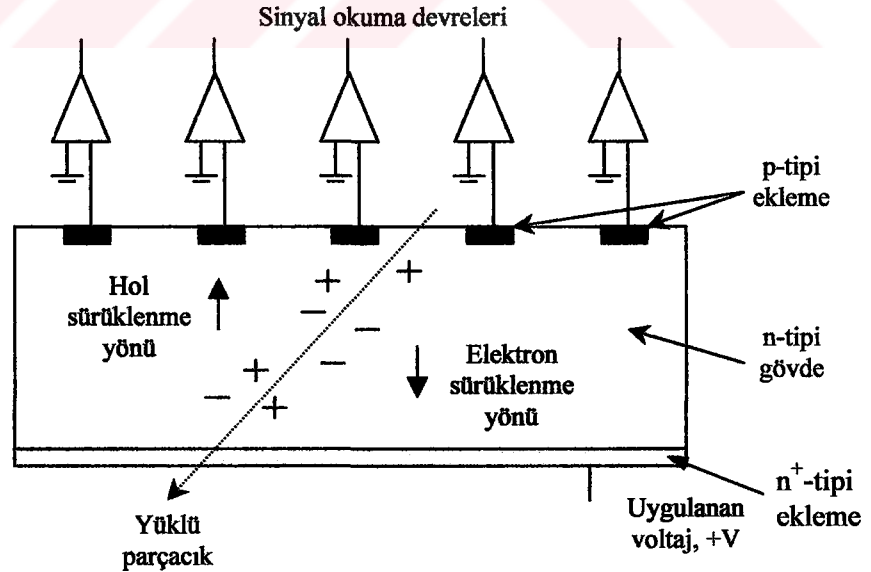 Sinyal okuma devreleri
p-tipi
ekleme
+ +
Hol
sürüklenme
yönü
−
−
n-tipi
gövde
Elektron
sürüklenme
yönü
−
+
−
+
n+-tipi
ekleme
Uygulanan
voltaj, +V
Yüklü
parçacık